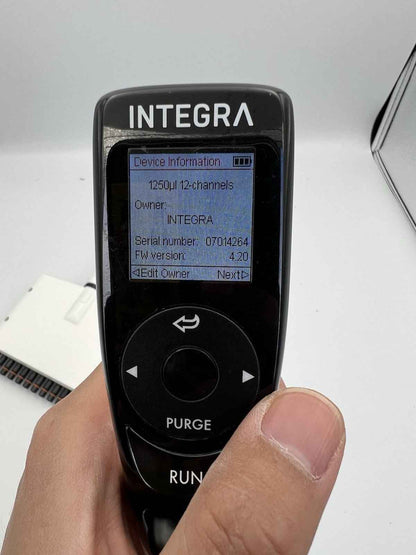 INTEGRA
Device Information
1250µl 12-channels
Owner:
INTEGRA
Serial number: 07014264
FW version: 4.20
◁Edit Owner Next▷
PURGE
RUN